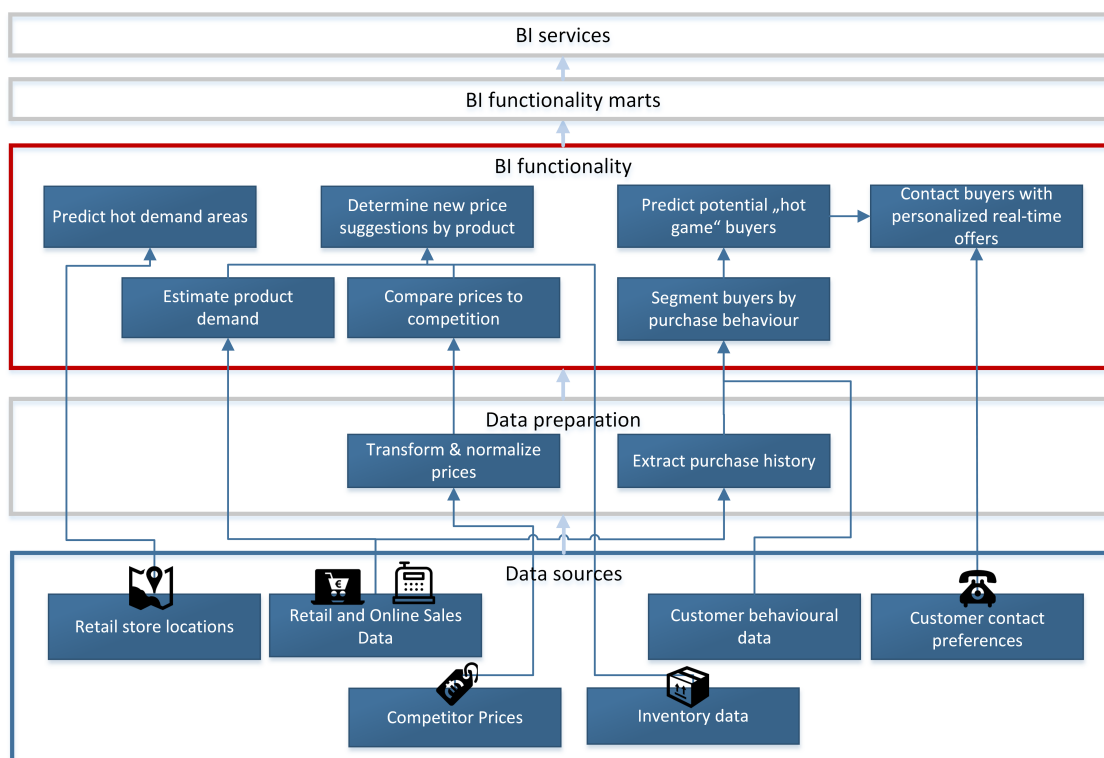 BI services
BI functionality marts
BI functionality
Predict hot demand areas
Determine new price
suggestions by product
Predict potential „hot
game“ buyers
Contact buyers with
personalized real-time
offers
Estimate product
demand
Compare prices to
competition
Segment buyers by
purchase behaviour
Data preparation
Transform & normalize
prices
Extract purchase history
Data sources
Retail store locations
€
Retail and Online Sales
Data
Customer behavioural
data
Customer contact
preferences
€
Competitor Prices
Inventory data